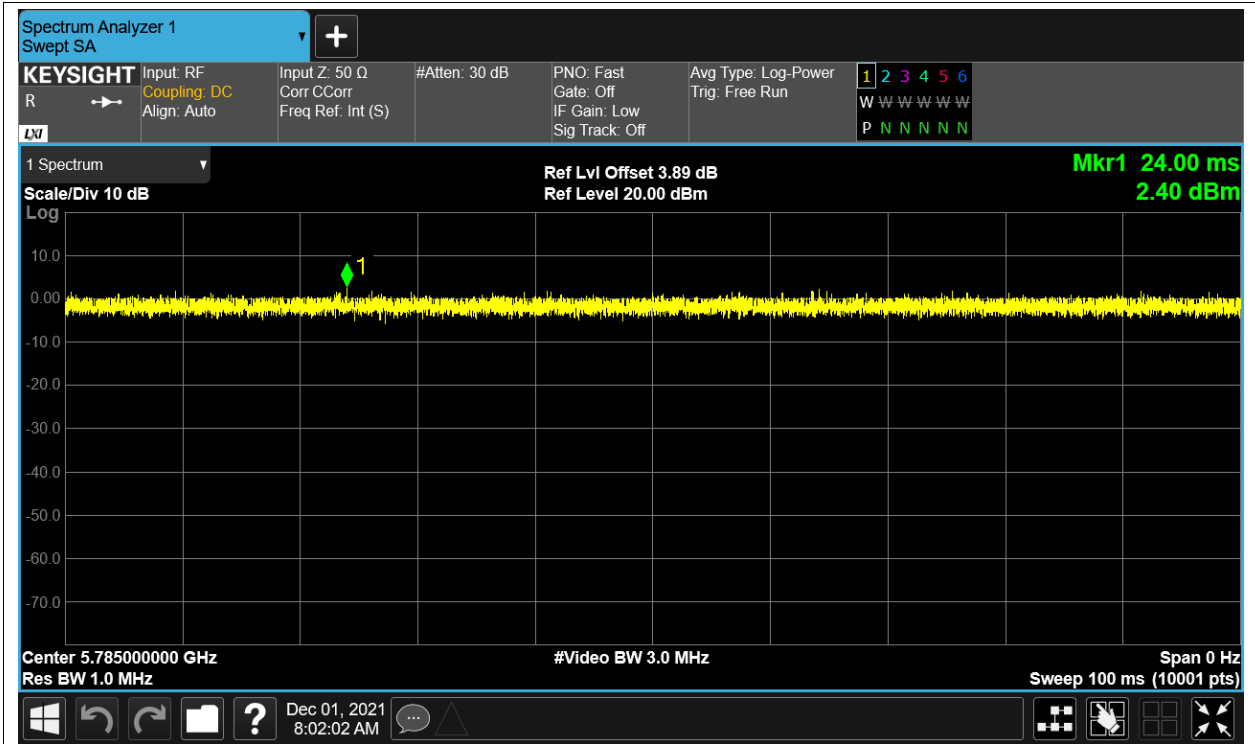 Spectrum Analyzer 1
Swept SA
KEYSIGHT Input: RF Input Z: 50 Ω #Atten: 30 dB PNO: Fast Avg Type: Log-Power 1 2 3 4 5 6
R Coupling: DC Corr CCorr Gate: Off Trig: Free Run W W W W W W
Align: Auto Freq Ref: Int (S) IF Gain: Low
LXI Sig Track: Off P N N N N N
1 Spectrum Ref Lvl Offset 3.89 dB Mkr1 24.00 ms
Scale/Div 10 dB Ref Level 20.00 dBm 2.40 dBm
Log
10.0
1
0.00
-10.0
-20.0
-30.0
-40.0
-50.0
-60.0
-70.0
Center 5.785000000 GHz #Video BW 3.0 MHz Span 0 Hz
Res BW 1.0 MHz Sweep 100 ms (10001 pts)
? Dec 01, 2021
8:02:02 AM